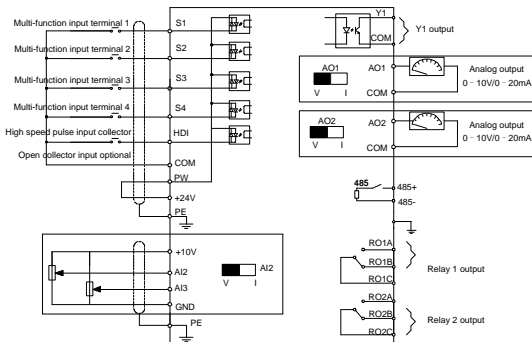 Multi-function input terminal 1
S1
Multi-function input terminal 2
S2
Multi-function input terminal 3
S3
Multi-function input terminal 4
S4
High speed pulse input collector
HDI
Open collector input optional
COM
PW
+24V
PE
+10V
AI2
AI3
GND
PE
AI2
V I
Y1
COM
Y1 output
AO1
V I
AO1
COM
Analog output
0-10V/0-20mA
AO2
V I
AO2
COM
Analog output
0-10V/0-20mA
485
485+
485-
RO1A
RO1B
RO1C
Relay 1 output
RO2A
RO2B
RO2C
Relay 2 output